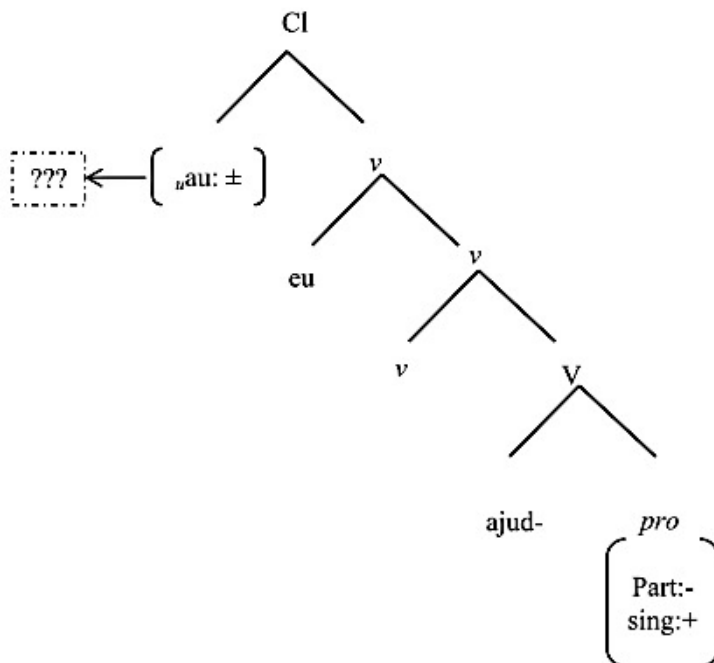 Cl
??? [ uau: ± ] v
eu v
v V
ajud- pro
Part:-
sing:+